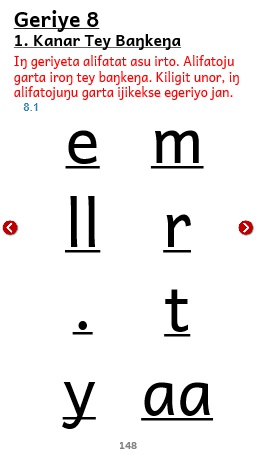 Geriye 8
1. Kanar Tey Baŋkeŋa
Iŋ geriyeta alifatat asu irto. Alifatoju
garta iroŋ tey baŋkeŋa. Kiligit unor, iŋ
alifatojuŋu garta ijikekse egeriyo jan.
8.1
e m
ll r
. t
y aa
148